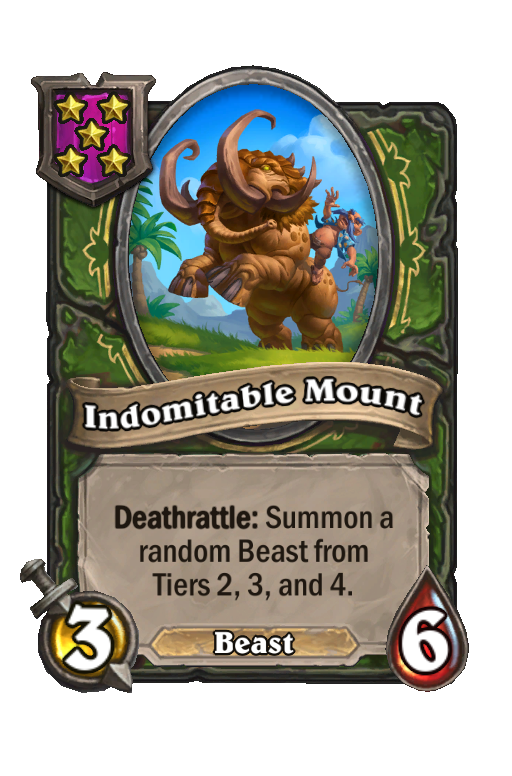 Indomitable Mount
Deathrattle: Summon a
random Beast from
Tiers 2, 3, and 4.
3
Beast
6